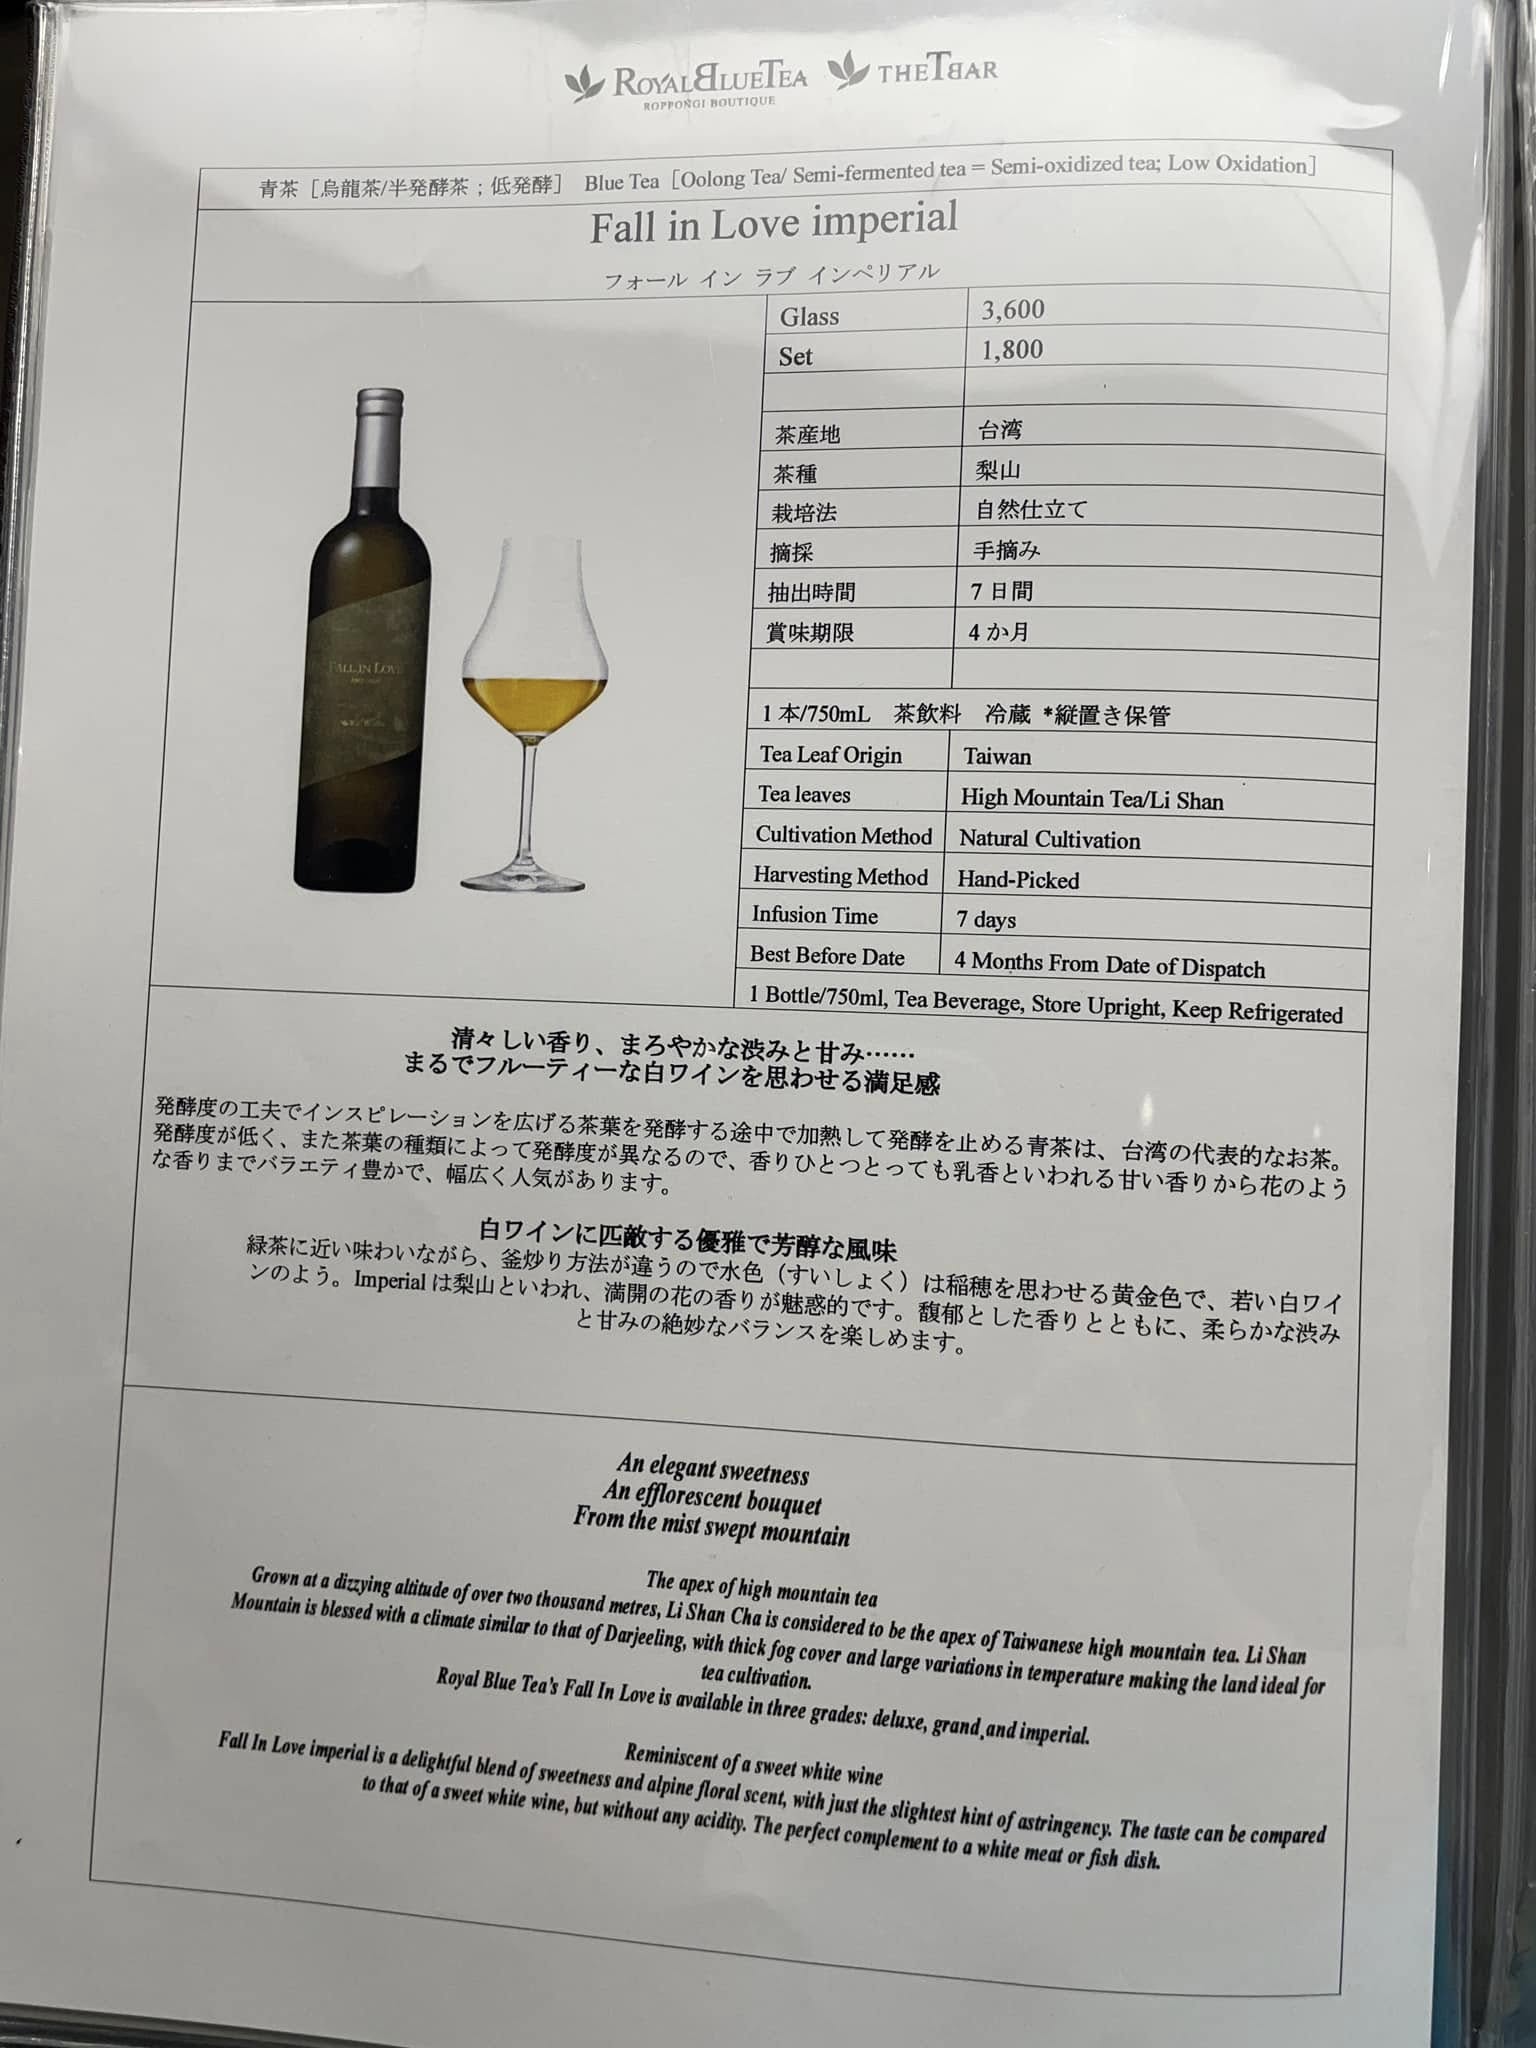 ROYALBLUETEA THETBAR
ROPPONGI BOUTIQUE
青茶［烏龍茶/半発酵茶；低発酵］ Blue Tea［Oolong Tea/ Semi-fermented tea = Semi-oxidized tea; Low Oxidation］
Fall in Love imperial
フォール イン ラブ インペリアル
Glass 3,600
Set 1,800
茶産地 台湾
茶種 梨山
栽培法 自然仕立て
摘採 手摘み
抽出時間 7 日間
賞味期限 4 か月
1 本/750mL 茶飲料 冷蔵 *縦置き保管
Tea Leaf Origin Taiwan
Tea leaves High Mountain Tea/Li Shan
Cultivation Method Natural Cultivation
Harvesting Method Hand-Picked
Infusion Time 7 days
Best Before Date 4 Months From Date of Dispatch
1 Bottle/750ml, Tea Beverage, Store Upright, Keep Refrigerated
FALL IN LOVE
清々しい香り、まろやかな渋みと甘み……
まるでフルーティーな白ワインを思わせる満足感
発酵度の工夫でインスピレーションを広げる茶葉を発酵する途中で加熱して発酵を止める青茶は、台湾の代表的なお茶。
発酵度が低く、また茶葉の種類によって発酵度が異なるので、香りひとつとっても乳香といわれる甘い香りから花のよう
な香りまでバラエティ豊かで、幅広く人気があります。
白ワインに匹敵する優雅で芳醇な風味
緑茶に近い味わいながら、釜炒り方法が違うので水色（すいしょく）は稲穂を思わせる黄金色で、若い白ワイ
ンのよう。Imperial は梨山といわれ、満開の花の香りが魅惑的です。馥郁とした香りとともに、柔らかな渋み
と甘みの絶妙なバランスを楽しめます。
An elegant sweetness
An efflorescent bouquet
From the mist swept mountain
The apex of high mountain tea
Grown at a dizzying altitude of over two thousand metres, Li Shan Cha is considered to be the apex of Taiwanese high mountain tea. Li Shan
Mountain is blessed with a climate similar to that of Darjeeling, with thick fog cover and large variations in temperature making the land ideal for
tea cultivation.
Royal Blue Tea's Fall In Love is available in three grades: deluxe, grand,and imperial.
Reminiscent of a sweet white wine
Fall In Love imperial is a delightful blend of sweetness and alpine floral scent, with just the slightest hint of astringency. The taste can be compared
to that of a sweet white wine, but without any acidity. The perfect complement to a white meat or fish dish.